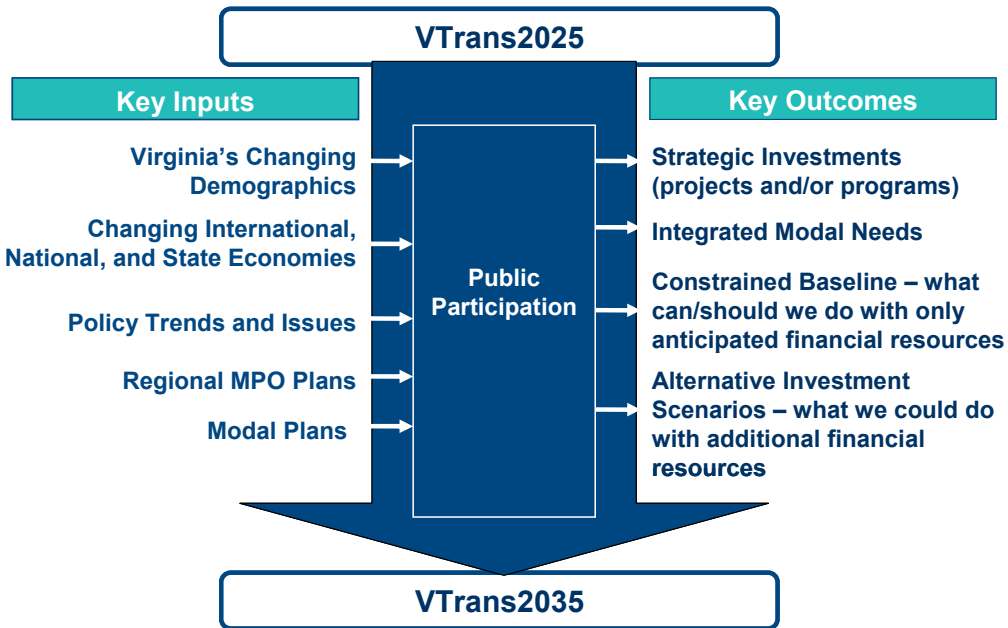 VTrans2025
Key Inputs
Virginia’s Changing
Demographics
Changing International,
National, and State Economies
Policy Trends and Issues
Regional MPO Plans
Modal Plans
Public
Participation
Key Outcomes
Strategic Investments
(projects and/or programs)
Integrated Modal Needs
Constrained Baseline – what
can/should we do with only
anticipated financial resources
Alternative Investment
Scenarios – what we could do
with additional financial
resources
VTrans2035